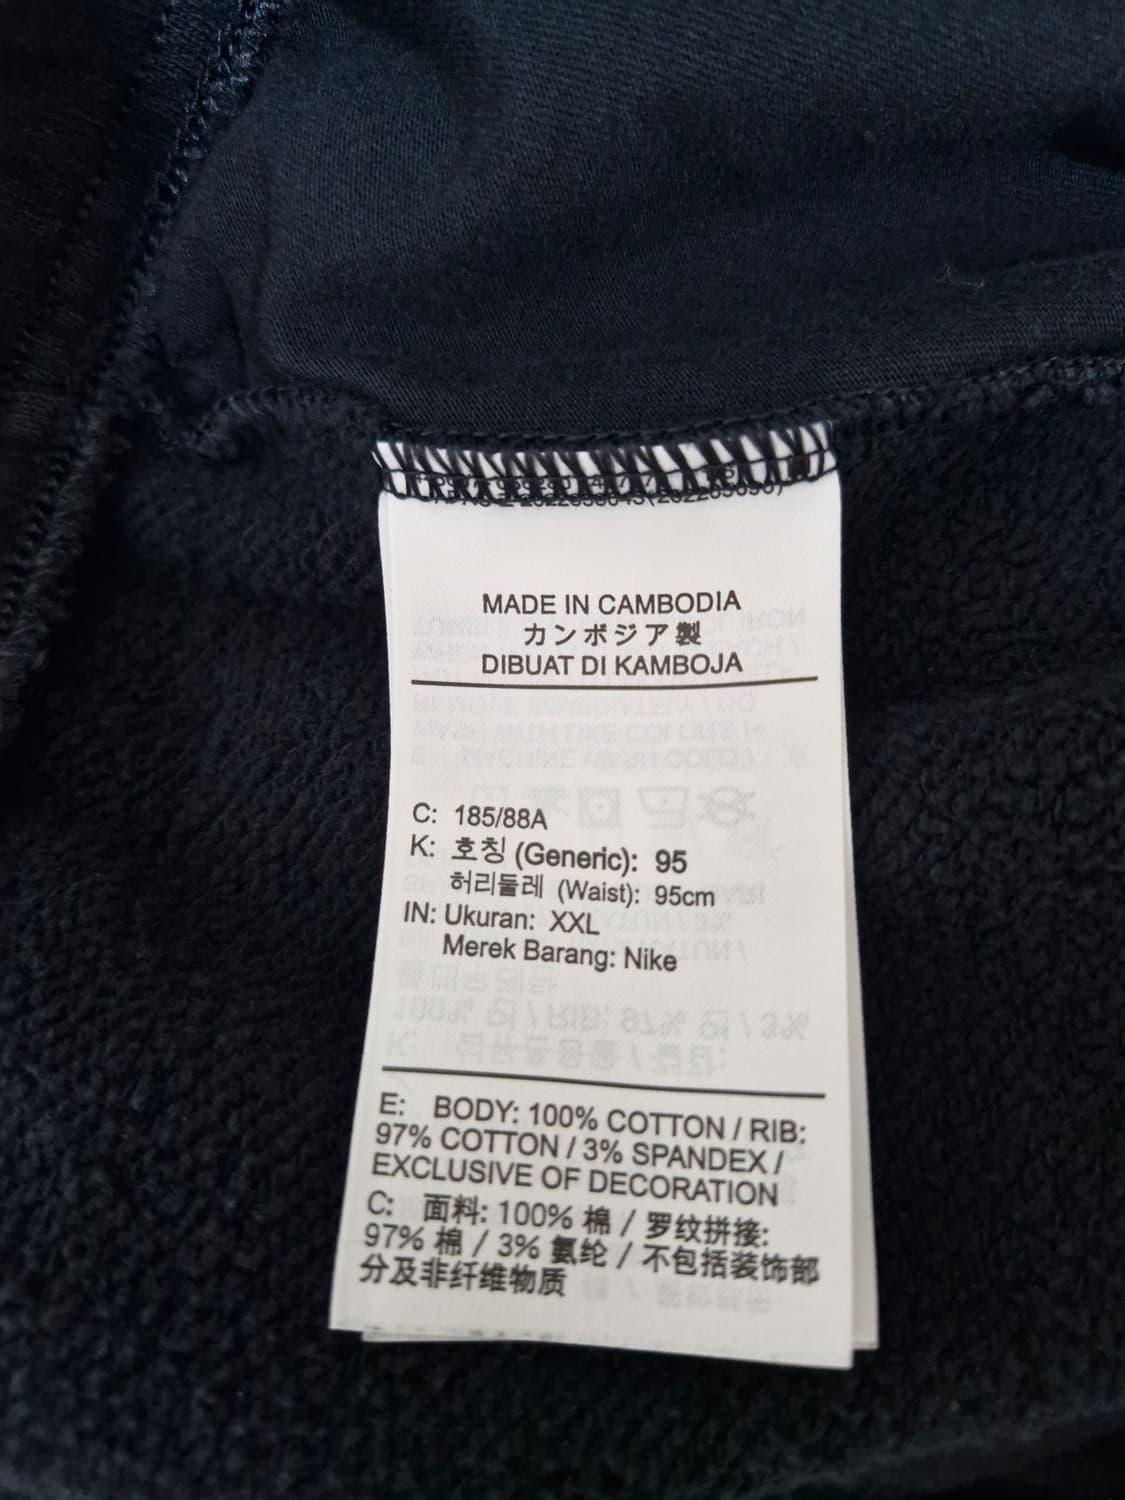 MADE IN CAMBODIA
カンボジア製
DIBUAT DI KAMBOJA
C: 185/88A
K: 호칭 (Generic): 95
허리둘레 (Waist): 95cm
IN: Ukuran: XXL
Merek Barang: Nike
E: BODY: 100% COTTON / RIB:
97% COTTON / 3% SPANDEX /
EXCLUSIVE OF DECORATION
C: 面料: 100% 棉 / 罗纹拼接:
97% 棉 / 3% 氨纶 / 不包括装饰部
分及非纤维物质